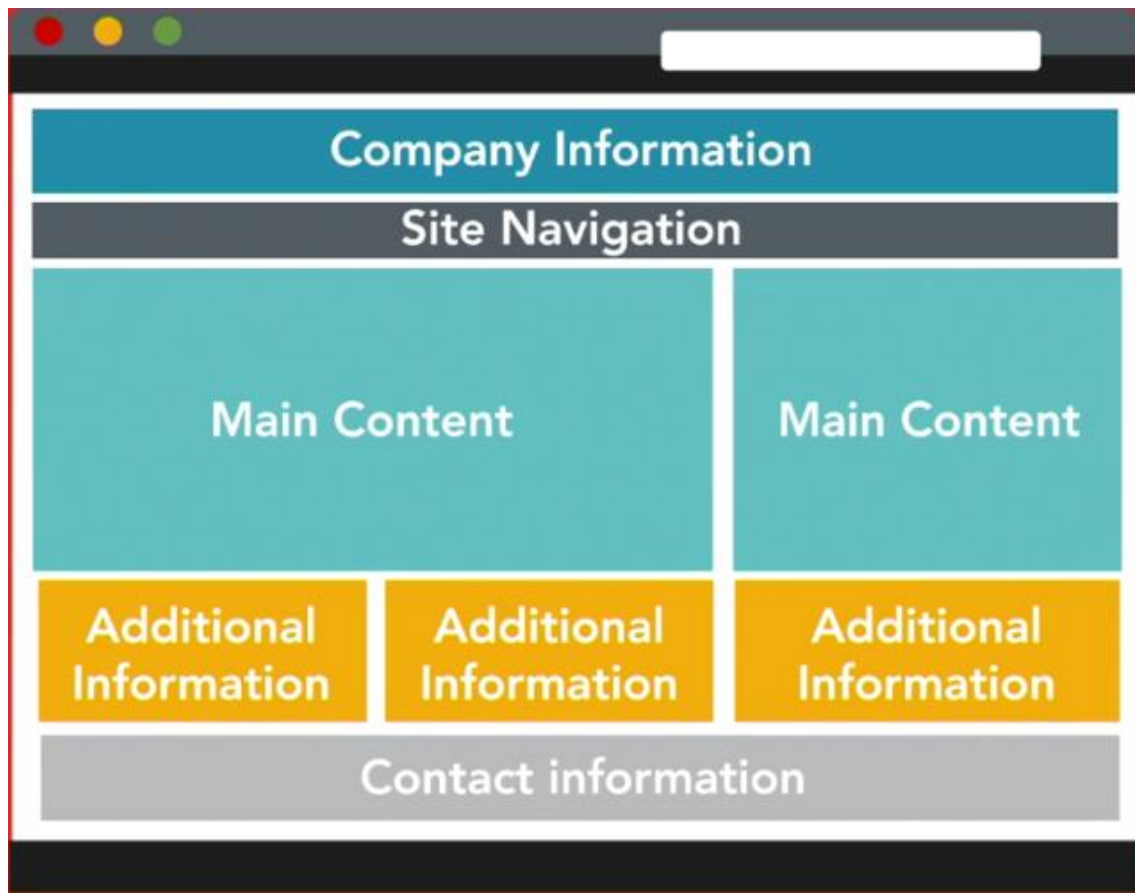 Company Information
Site Navigation
Main Content
Main Content
Additional
Information
Additional
Information
Additional
Information
Contact information